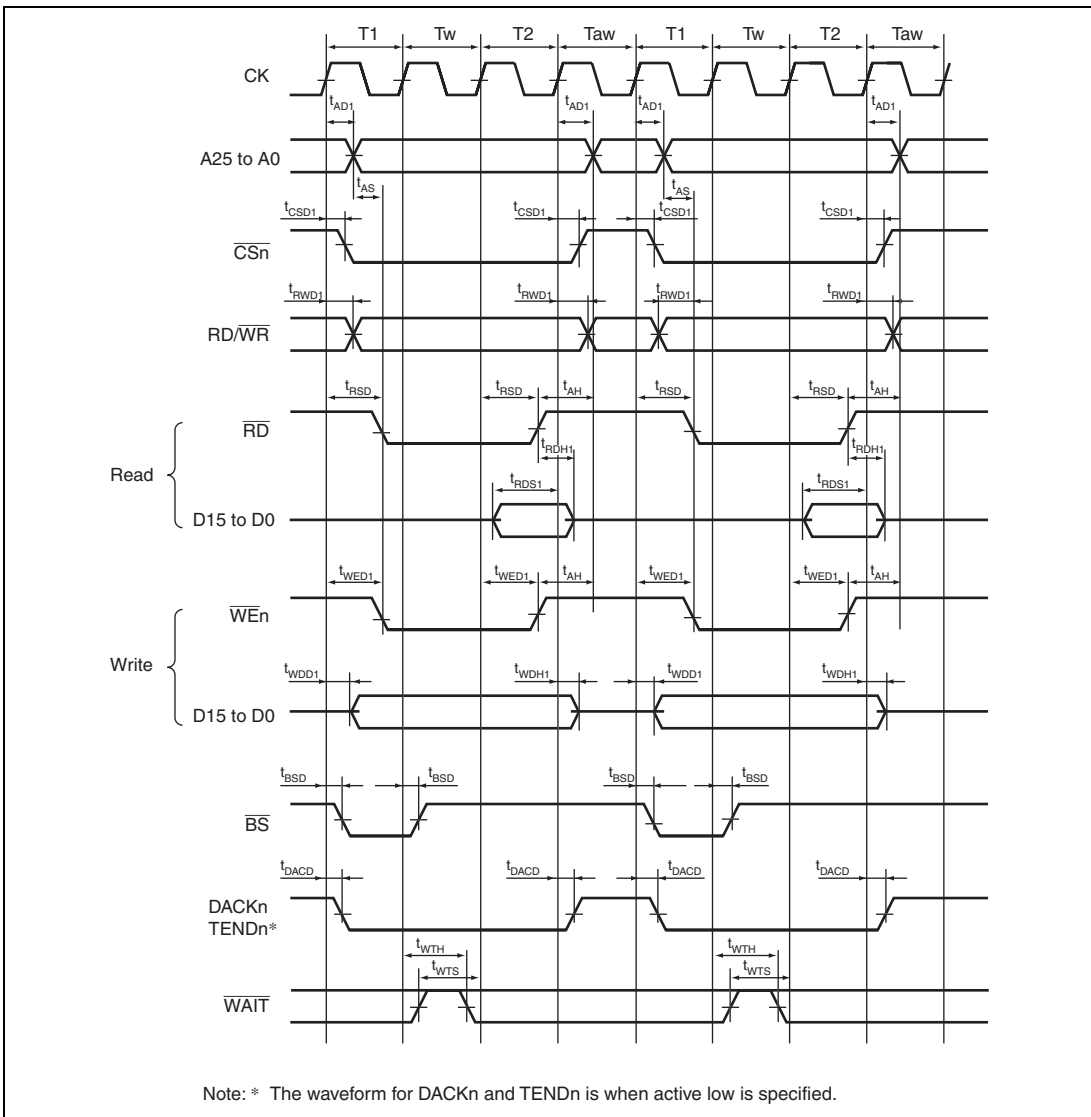 T1 Tw T2 Taw T1 Tw T2 Taw
CK
tAD1 tAD1 tAD1 tAD1
A25 to A0
tAS tAS
tCSD1 tCSD1 tCSD1 tCSD1
CSn
tRWD1 tRWD1 tRWD1 tRWD1
RD/WR
tRSD tRSD tAH tRSD tRSD tAH
RD
tRDH1 tRDH1
Read
tRDS1 tRDS1
D15 to D0
tWED1 tWED1 tAH tWED1 tWED1 tAH
WEn
Write
tWDD1 tWDH1 tWDD1 tWDH1
D15 to D0
tBSD tBSD tBSD tBSD
BS
tDACD tDACD tDACD tDACD
DACKn
TENDn*
tWTH tWTH
tWTS tWTS
WAIT
Note: * The waveform for DACKn and TENDn is when active low is specified.